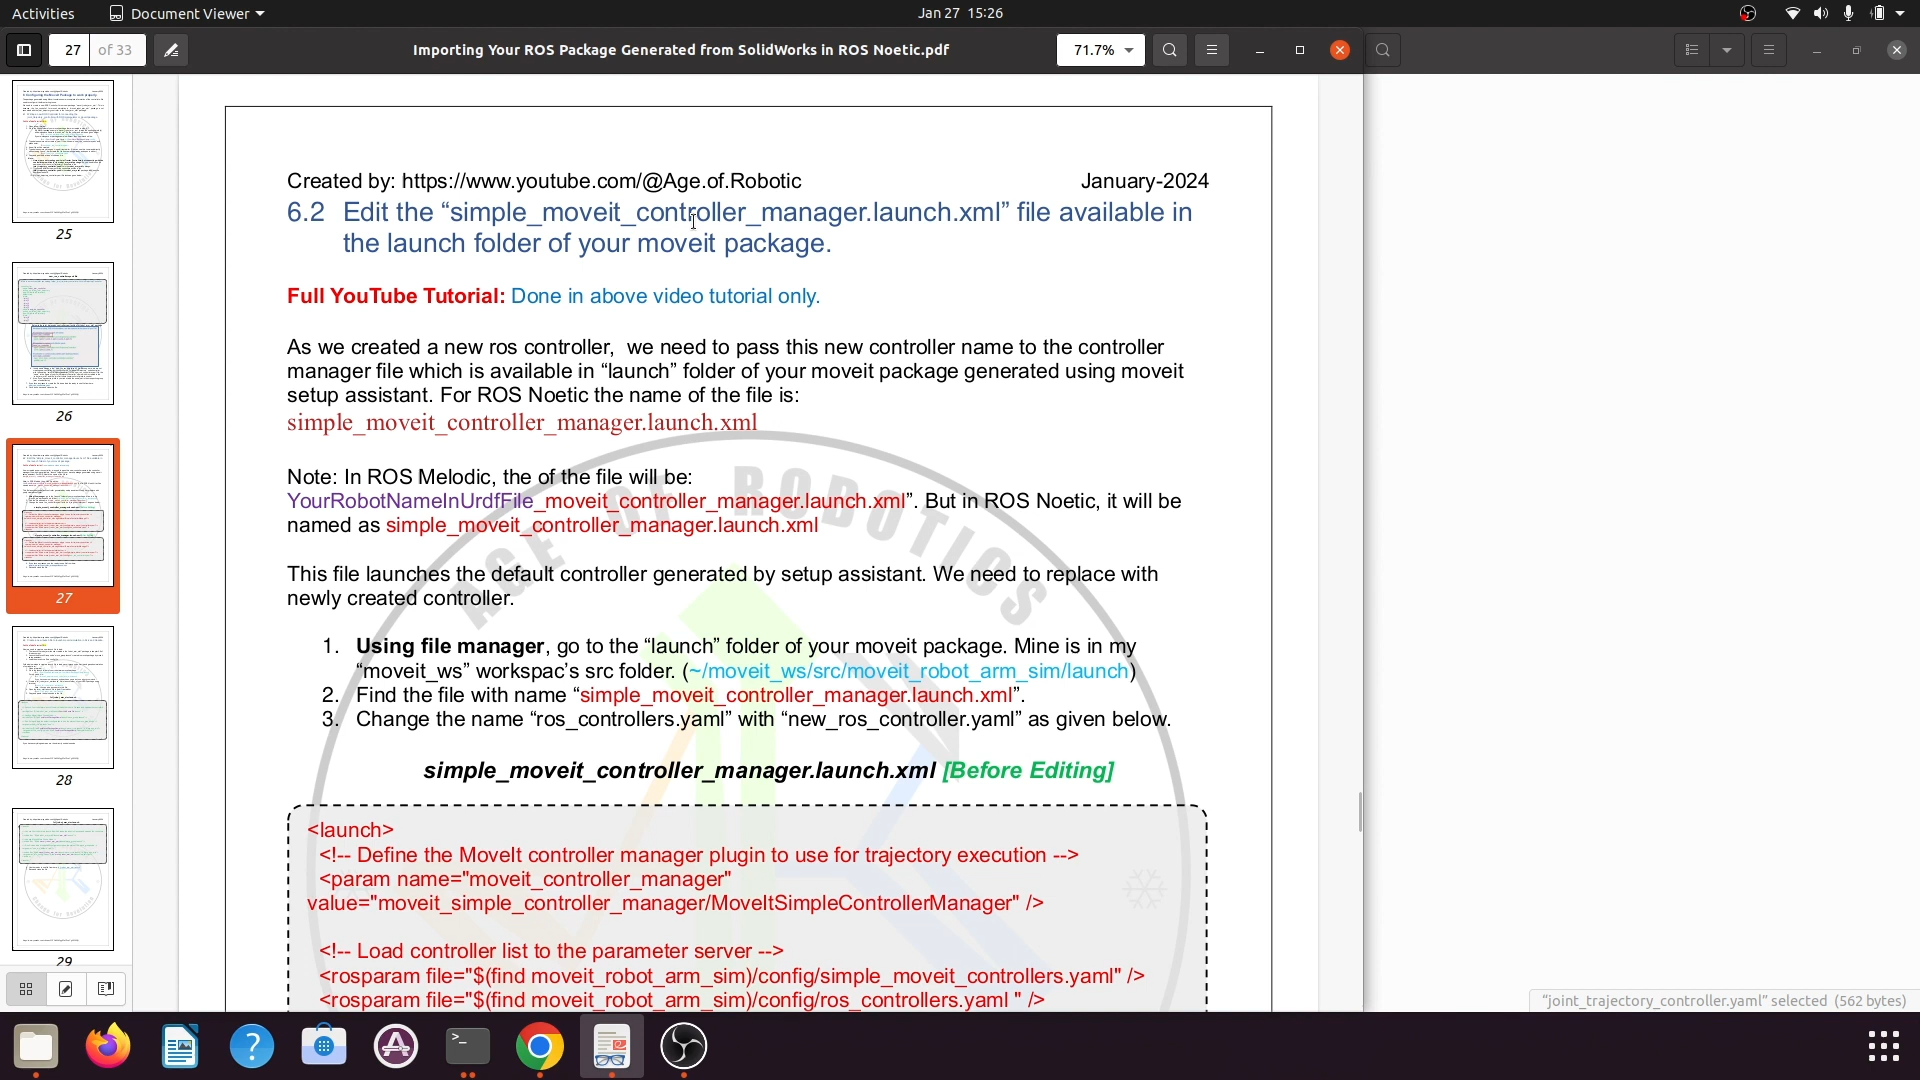 Activities Document Viewer Jan 27 15:26
27 of 33 Importing Your ROS Package Generated from SolidWorks in ROS Noetic.pdf 71.7%
25
26
27
28
29
Created by: https://www.youtube.com/@Age.of.Robotic January-2024
6.2 Edit the “simple_moveit_controller_manager.launch.xml” file available in
the launch folder of your moveit package.
Full YouTube Tutorial: Done in above video tutorial only.
As we created a new ros controller, we need to pass this new controller name to the controller
manager file which is available in “launch” folder of your moveit package generated using moveit
setup assistant. For ROS Noetic the name of the file is:
simple_moveit_controller_manager.launch.xml
Note: In ROS Melodic, the of the file will be:
YourRobotNameInUrdfFile_moveit_controller_manager.launch.xml”. But in ROS Noetic, it will be
named as simple_moveit_controller_manager.launch.xml
This file launches the default controller generated by setup assistant. We need to replace with
newly created controller.
1. Using file manager, go to the “launch” folder of your moveit package. Mine is in my
“moveit_ws” workspac’s src folder. (~/moveit_ws/src/moveit_robot_arm_sim/launch)
2. Find the file with name “simple_moveit_controller_manager.launch.xml”.
3. Change the name “ros_controllers.yaml” with “new_ros_controller.yaml” as given below.
simple_moveit_controller_manager.launch.xml [Before Editing]
<launch>
<!-- Define the MoveIt controller manager plugin to use for trajectory execution -->
<param name="moveit_controller_manager"
value="moveit_simple_controller_manager/MoveItSimpleControllerManager" />
<!-- Load controller list to the parameter server -->
<rosparam file="$(find moveit_robot_arm_sim)/config/simple_moveit_controllers.yaml" />
<rosparam file="$(find moveit_robot_arm_sim)/config/ros_controllers.yaml " />
AGE OF ROBOTICS
“joint_trajectory_controller.yaml” selected (562 bytes)